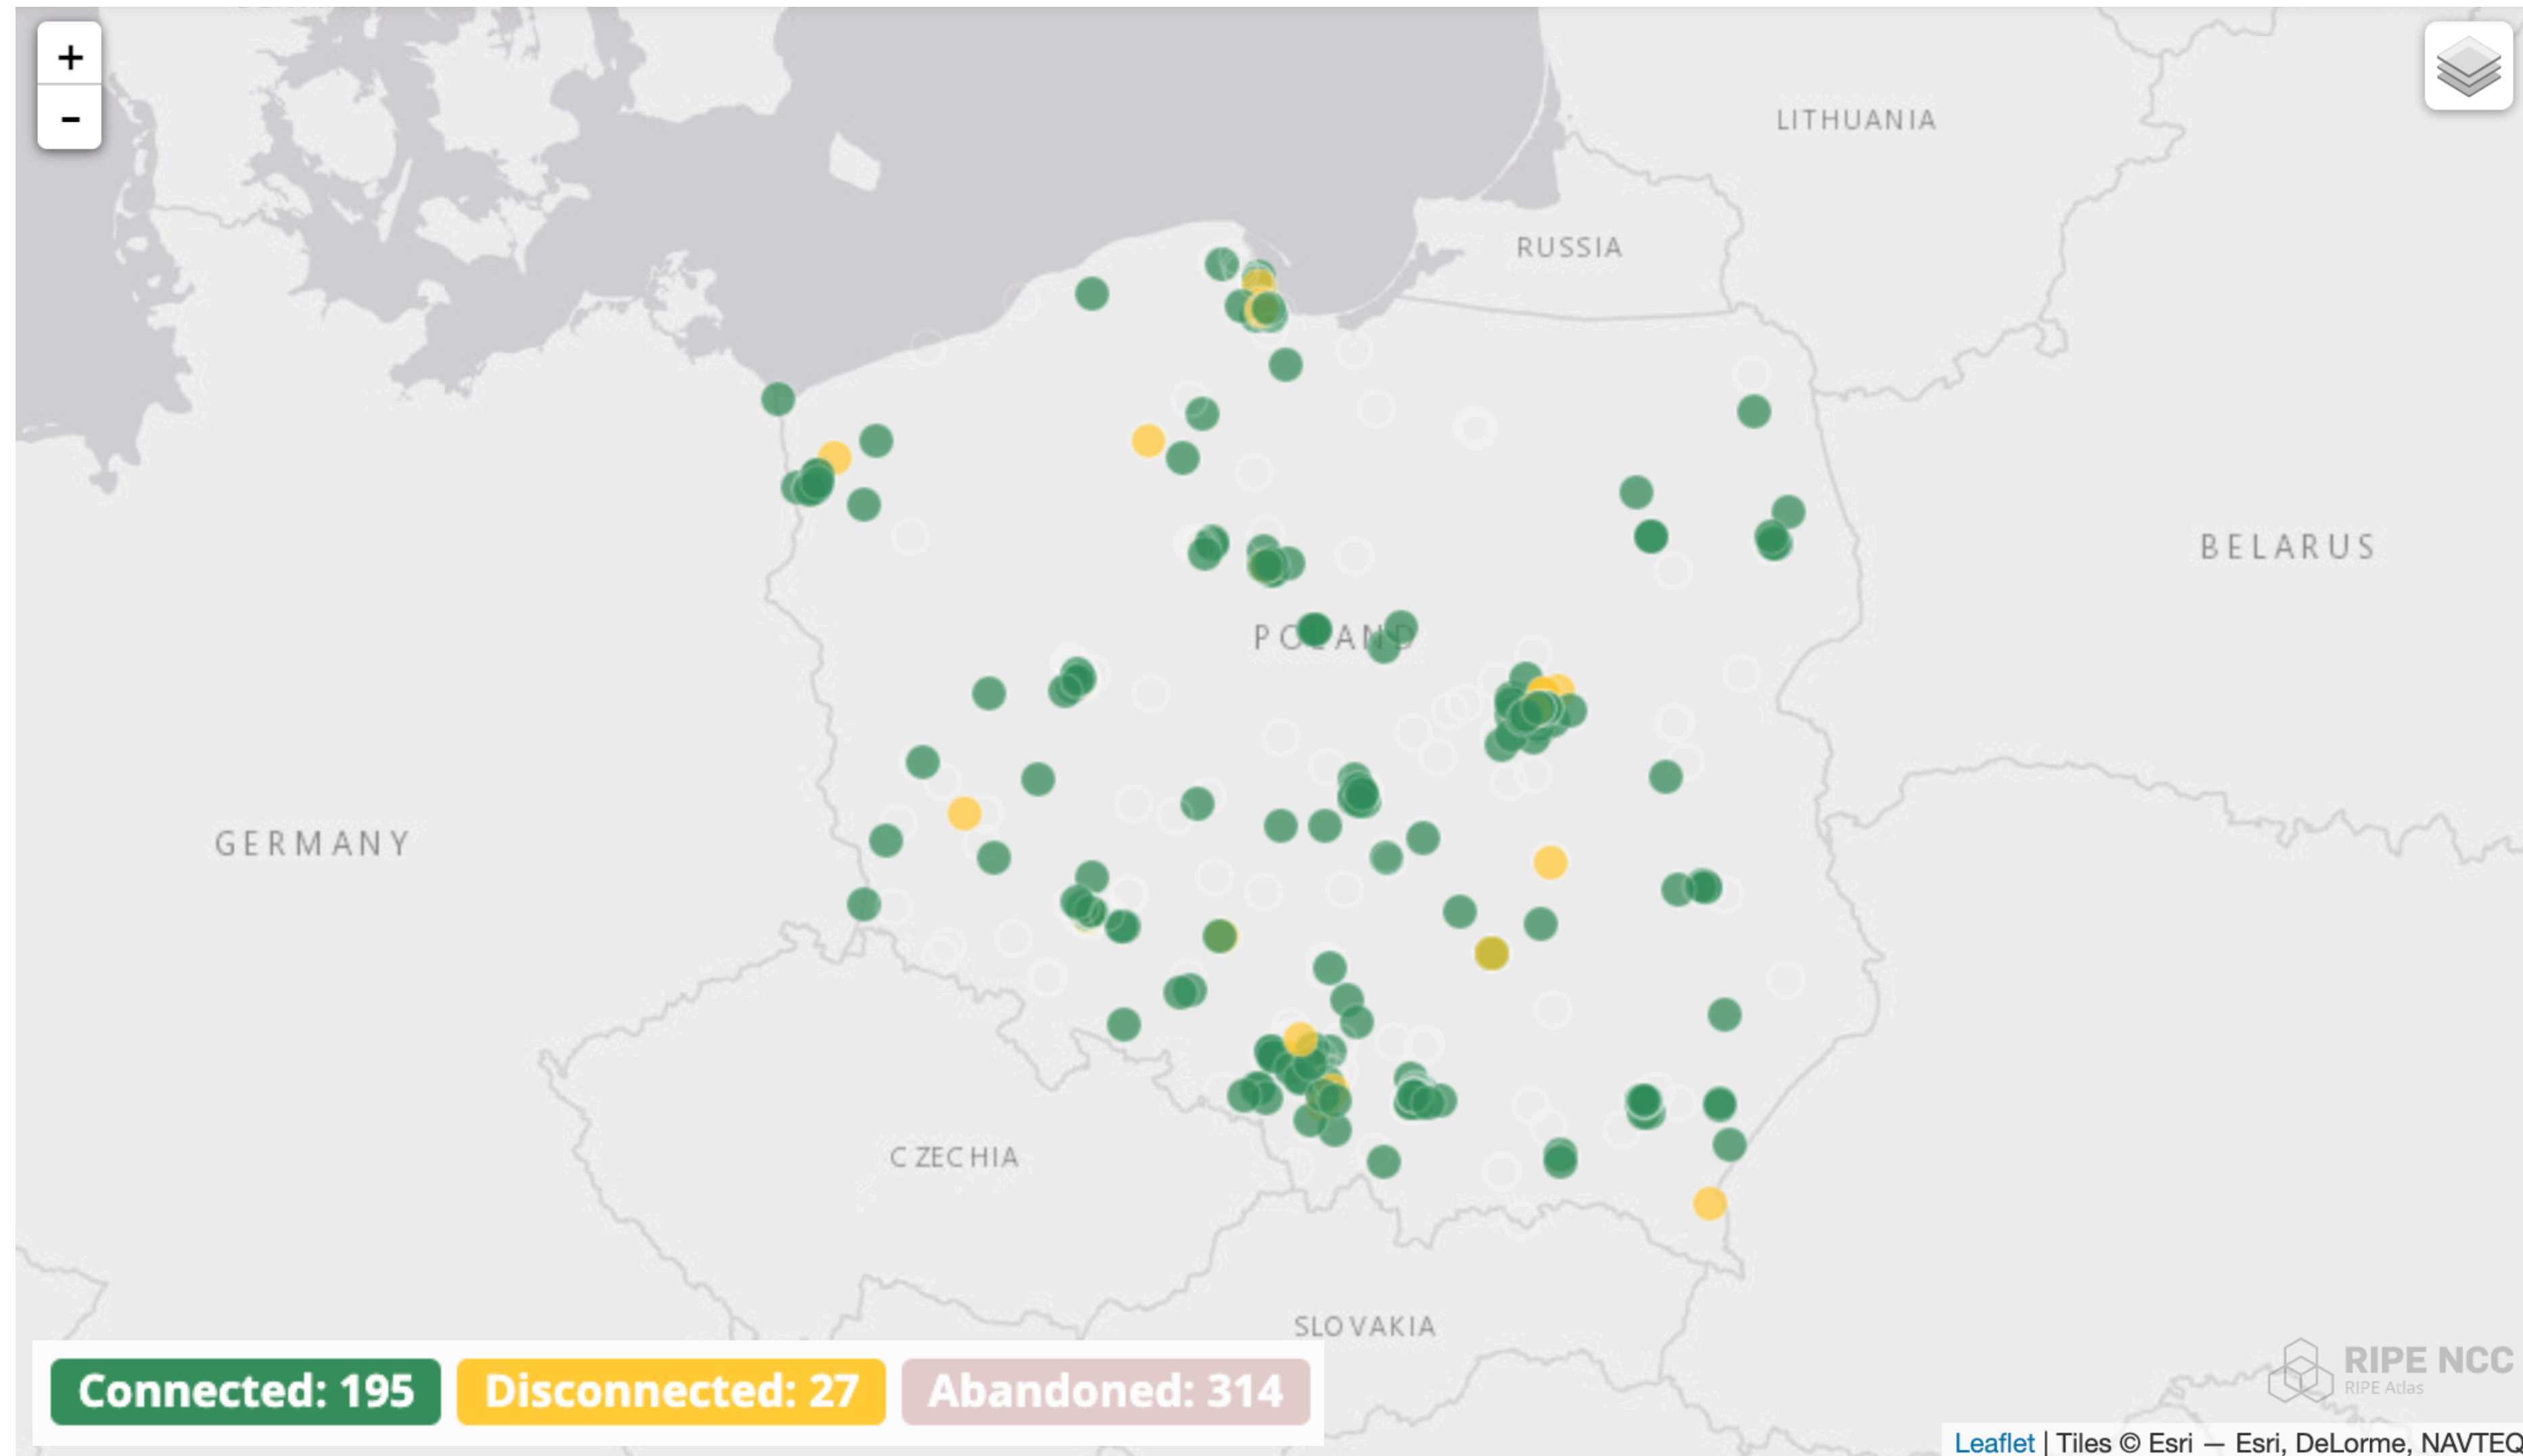 +
-
LITHUANIA
RUSSIA
BELARUS
POLAND
GERMANY
CZECHIA
SLOVAKIA
Connected: 195
Disconnected: 27
Abandoned: 314
RIPE NCC
RIPE Atlas
Leaflet | Tiles © Esri — Esri, DeLorme, NAVTEQ